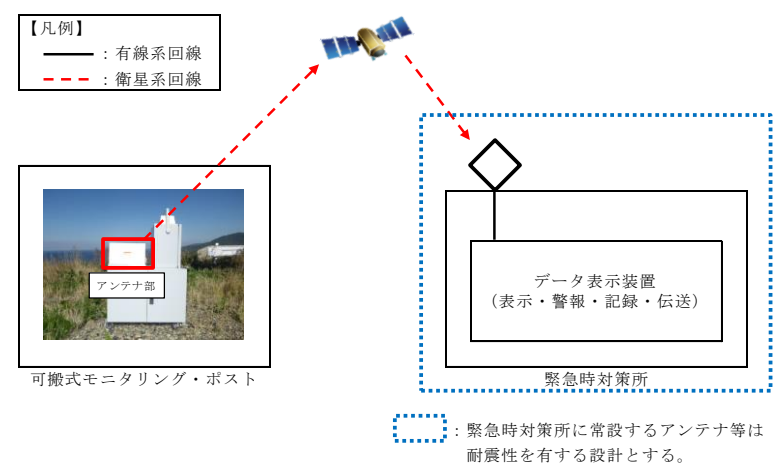 【凡例】
：有線系回線
：衛星系回線
アンテナ部
可搬式モニタリング・ポスト
データ表示装置
（表示・警報・記録・伝送）
緊急時対策所
：緊急時対策所に常設するアンテナ等は
耐震性を有する設計とする。